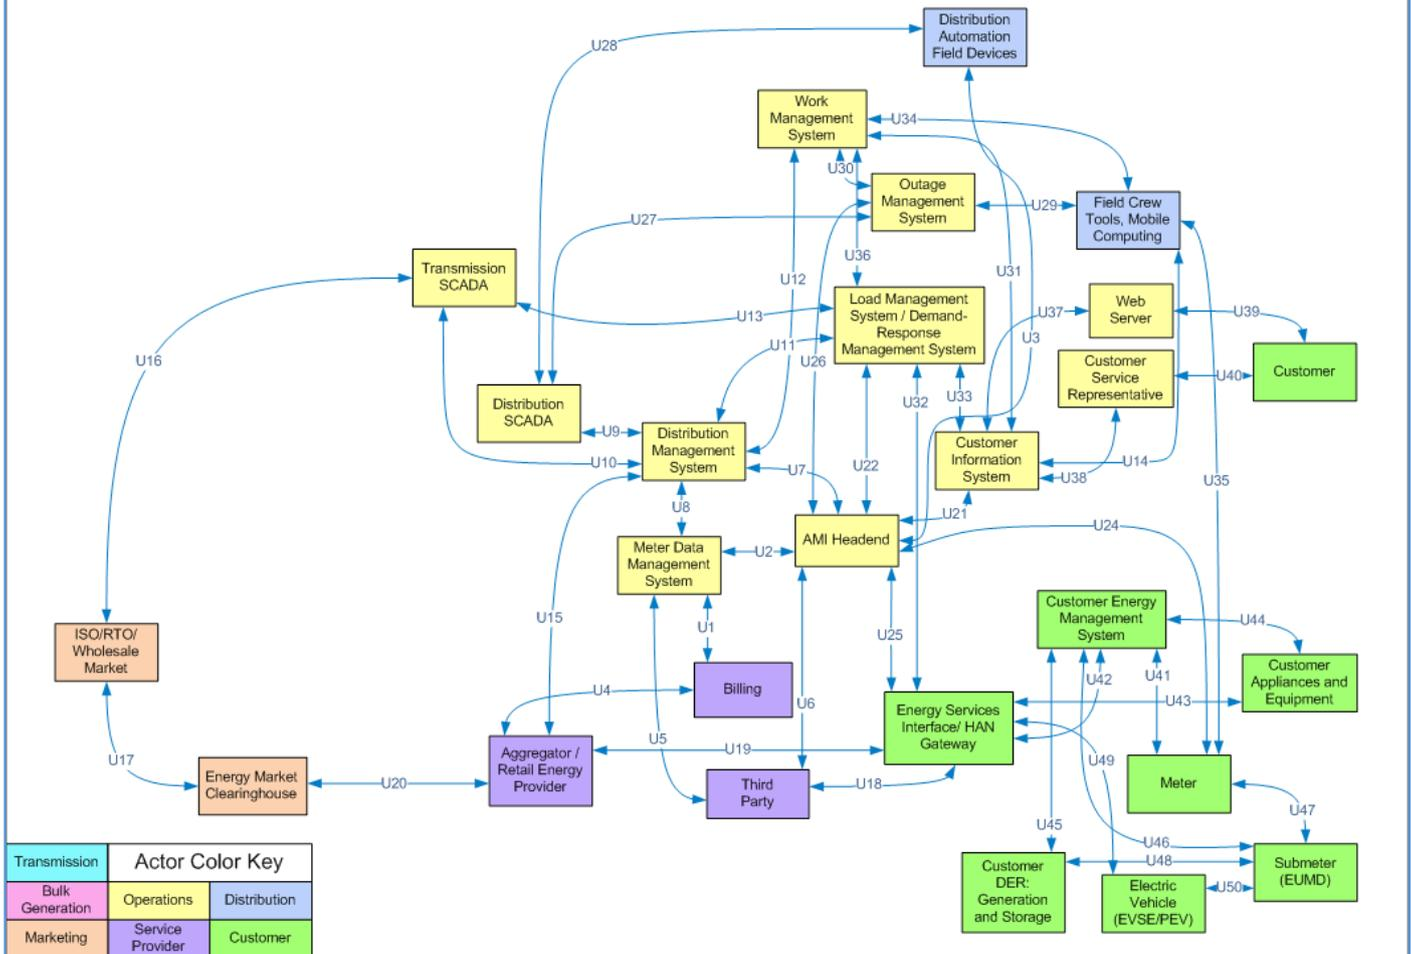 Distribution
Automation
Field Devices
U28
Work
Management
System
U34
U30
Outage
Management
System
U29
Field Crew
Tools, Mobile
Computing
U27
U36
U12
U31
Transmission
SCADA
Load Management
System / Demand-
Response
Management System
Web
Server
U37
U39
U13
U3
U11
U26
U16
Customer
Service
Representative
U40
Customer
U32
U33
Distribution
SCADA
U9
Distribution
Management
System
Customer
Information
System
U10
U7
U22
U14
U38
U35
U8
U21
U24
Meter Data
Management
System
U2
AMI Headend
U15
U1
U25
Customer Energy
Management
System
U44
ISO/RTO/
Wholesale
Market
Customer
Appliances and
Equipment
U42
U41
U4
Billing
U6
U43
Energy Services
Interface/ HAN
Gateway
U5
U19
U17
Energy Market
Clearinghouse
U20
Aggregator /
Retail Energy
Provider
Third
Party
U18
U49
Meter
U47
U45
U46
U48
Customer
DER:
Generation
and Storage
Electric
Vehicle
(EVSE/PEV)
U50
Submeter
(EUMD)
Transmission
Actor Color Key
Bulk
Generation
Operations
Distribution
Marketing
Service
Provider
Customer